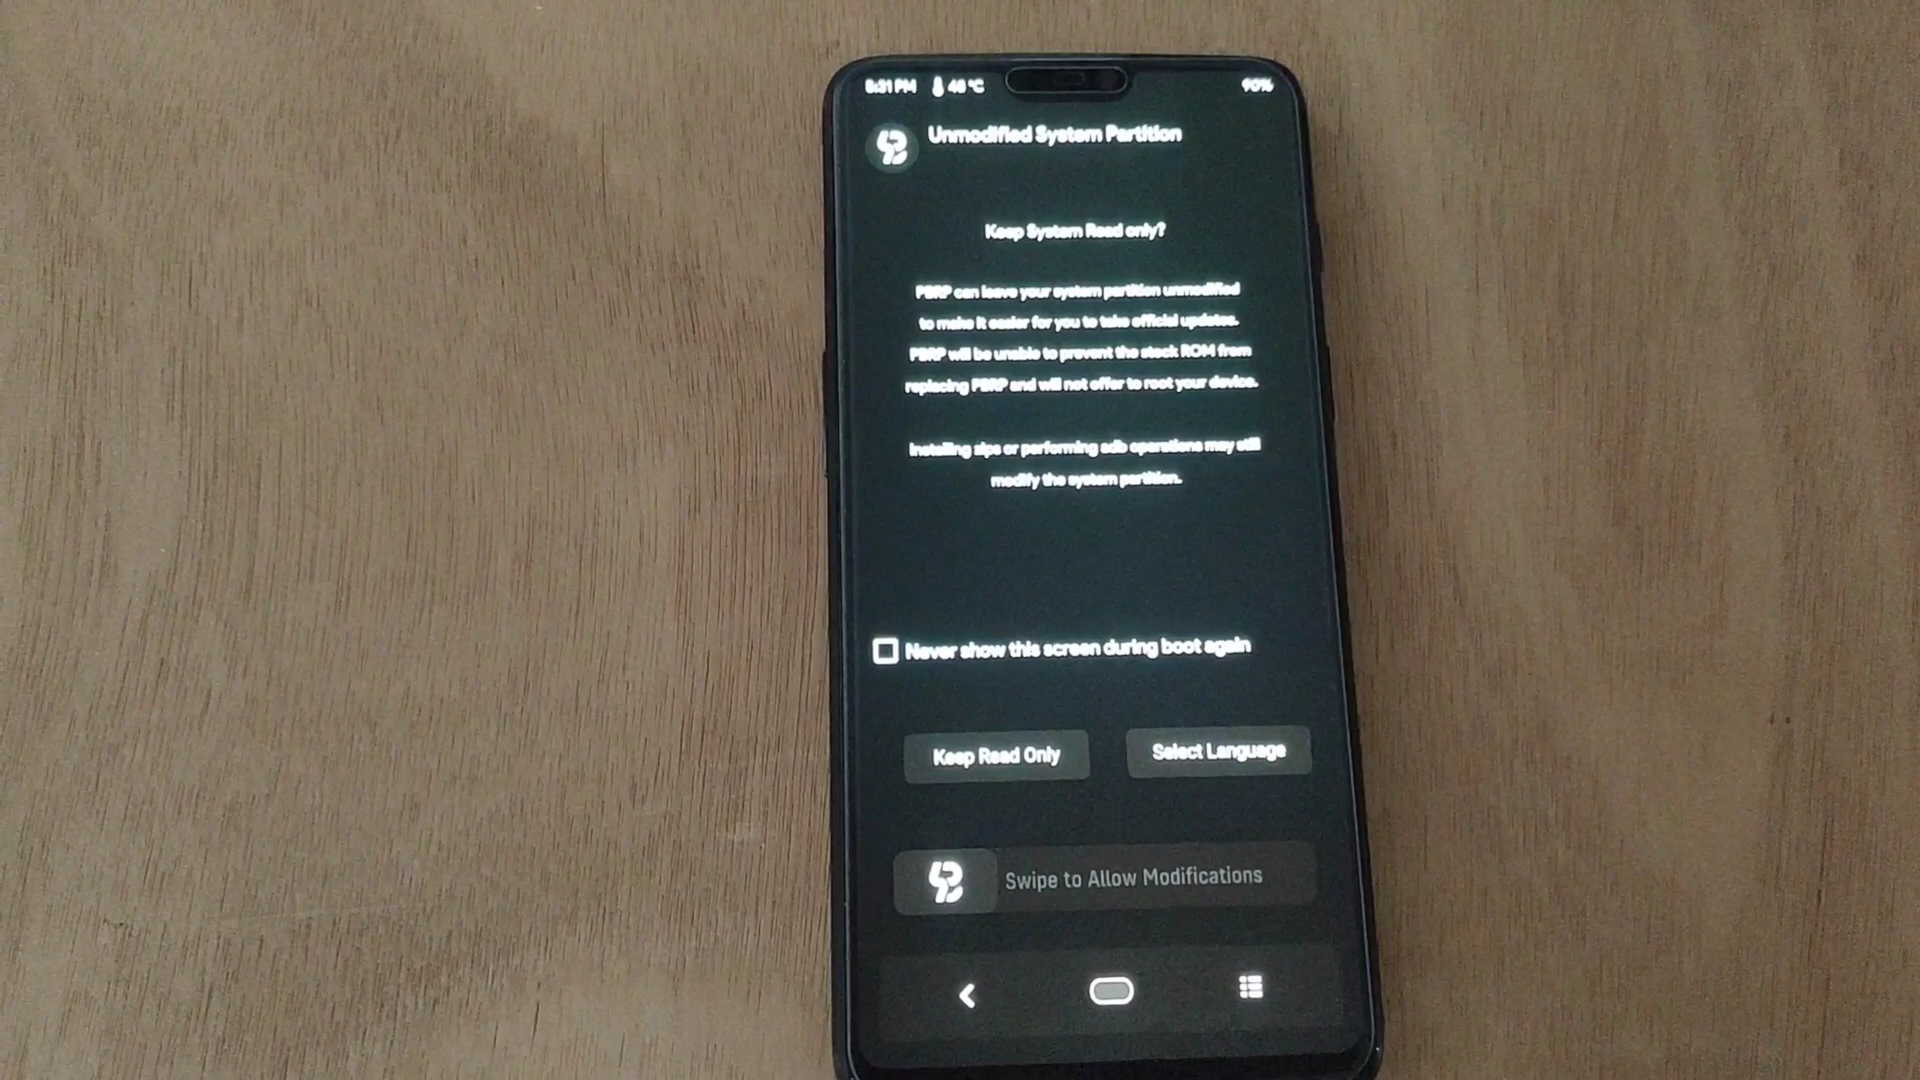 8:31 PM 48 °C 90%
Unmodified System Partition
Keep System Read only?
PBRP can leave your system partition unmodified
to make it easier for you to take official updates.
PBRP will be unable to prevent the stock ROM from
replacing PBRP and will not offer to root your device.
Installing zips or performing adb operations may still
modify the system partition.
Never show this screen during boot again
Keep Read Only
Select Language
Swipe to Allow Modifications